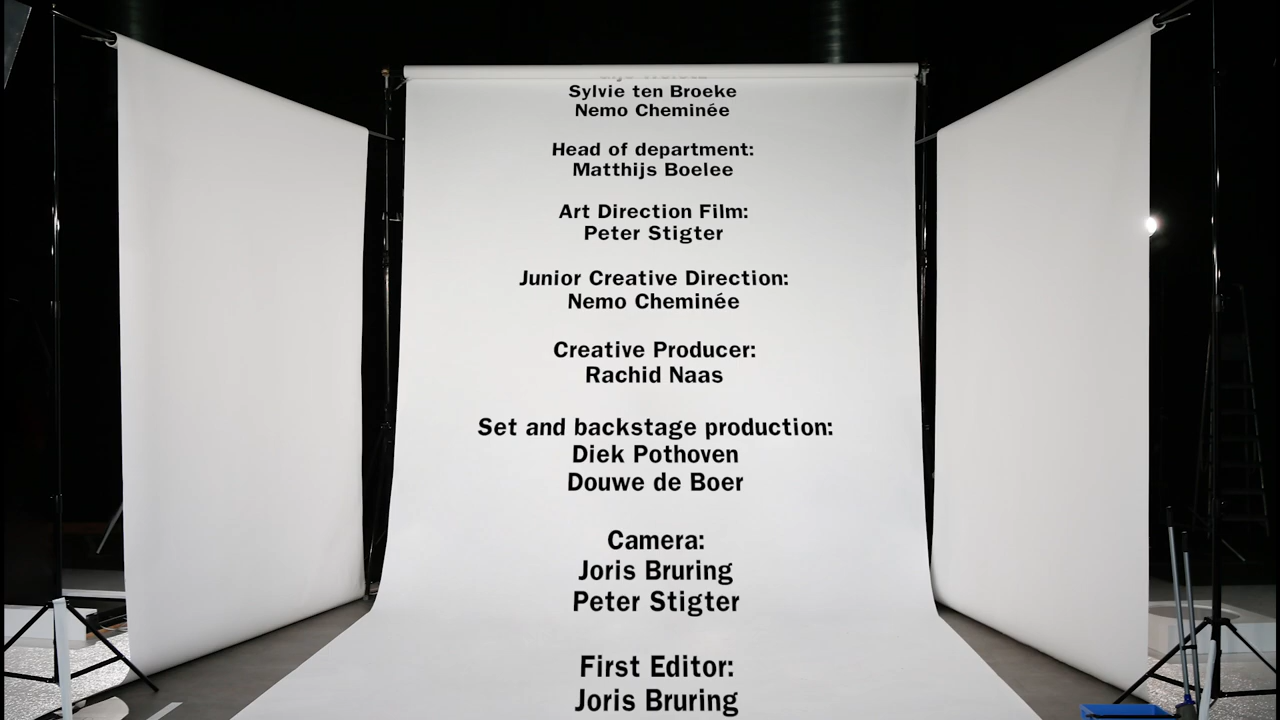 Sylvie ten Broeke
Nemo Cheminée
Head of department:
Matthijs Boelee
Art Direction Film:
Peter Stigter
Junior Creative Direction:
Nemo Cheminée
Creative Producer:
Rachid Naas
Set and backstage production:
Diek Pothoven
Douwe de Boer
Camera:
Joris Bruring
Peter Stigter
First Editor:
Joris Bruring